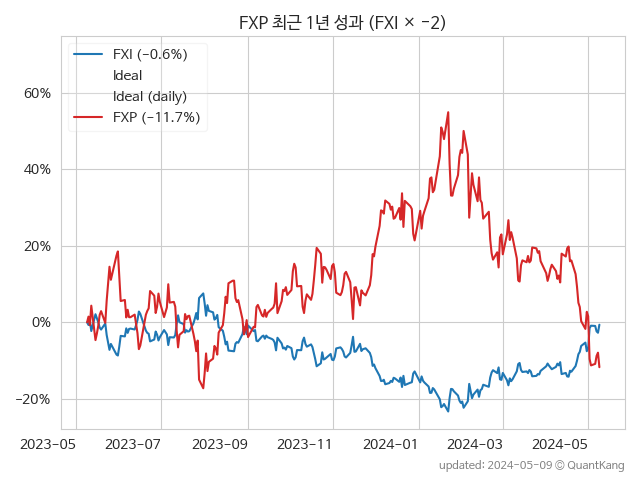 FXP 최근 1년 성과 (FXI × −2)
FXI (−0.6%)
Ideal
Ideal (daily)
FXP (−11.7%)
60%
40%
20%
0%
−20%
2023−05
2023−07
2023−09
2023−11
2024−01
2024−03
2024−05
updated: 2024−05−09 © QuantKang